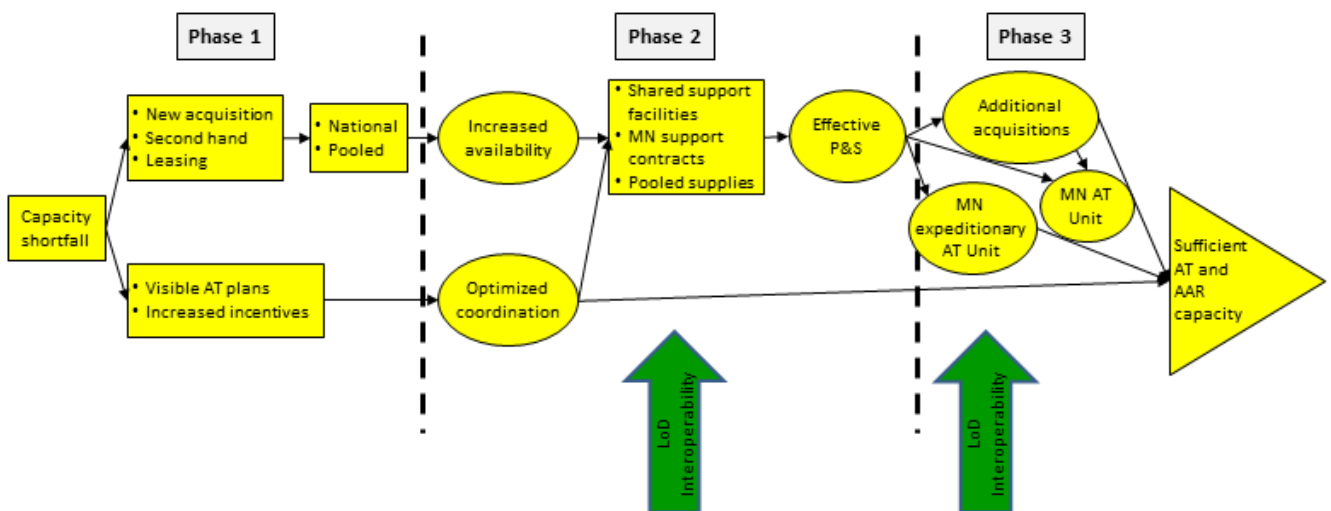 Phase 1
Phase 2
Phase 3
Capacity
shortfall
• New acquisition
• Second hand
• Leasing
• National
• Pooled
• Visible AT plans
• Increased incentives
Increased
availability
Optimized
coordination
• Shared support
facilities
• MN support
contracts
• Pooled supplies
Effective
P&S
Additional
acquisitions
MN AT
Unit
MN
expeditionary
AT Unit
Sufficient
AT and
AAR
capacity
LoD
Interoperability
LoD
Interoperability